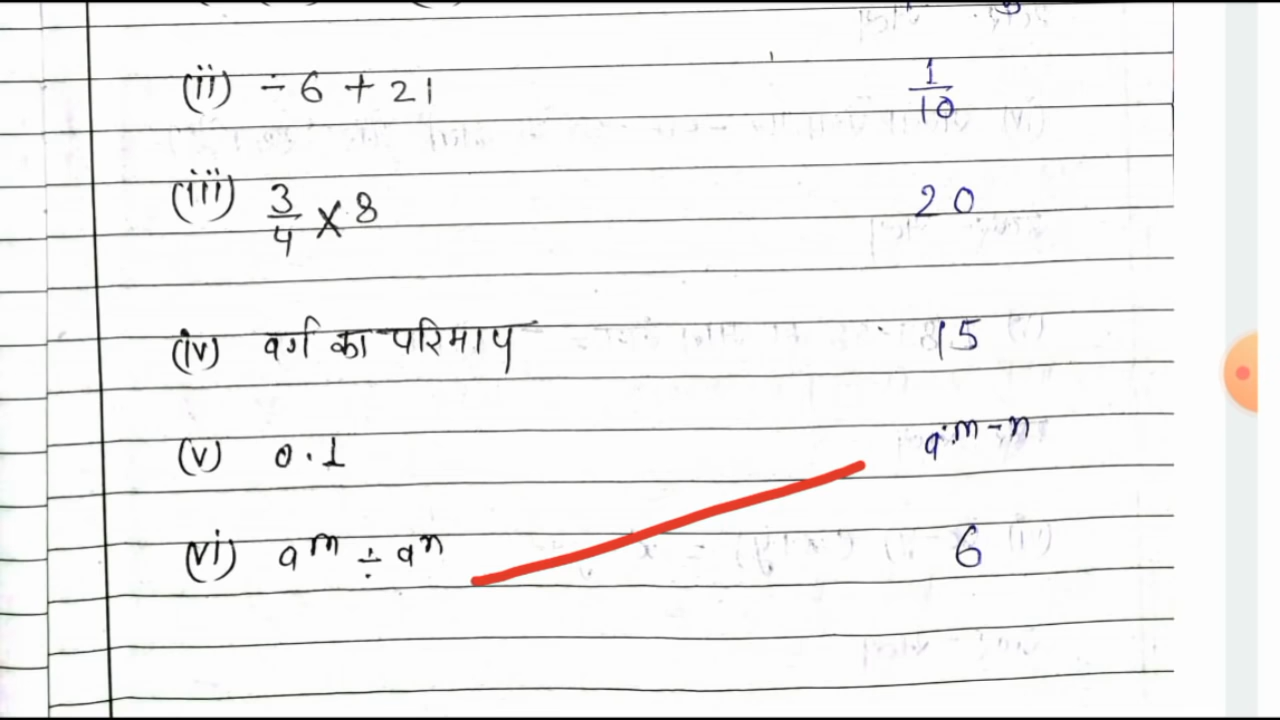 (ii) - 6 + 21 1/10
(iii) 3/4 × 8 20
(iv) वर्ग का परिमाप 15
(v) 0.1 a^m-n
(vi) a^m ÷ a^n 6